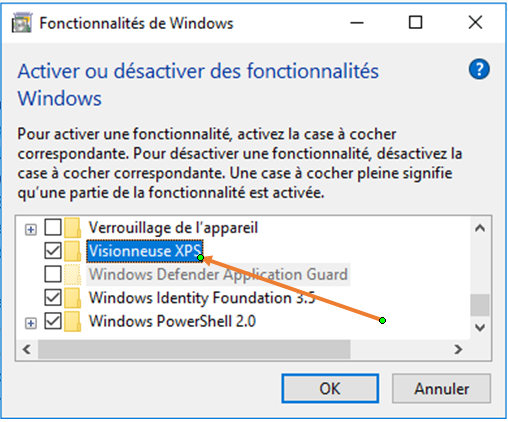 Fonctionnalités de Windows
Activer ou désactiver des fonctionnalités
Windows
?
Pour activer une fonctionnalité, activez la case à cocher
correspondante. Pour désactiver une fonctionnalité, désactivez la
case à cocher correspondante. Une case à cocher pleine signifie
qu’une partie de la fonctionnalité est activée.
Verrouillage de l’appareil
Visionneuse XPS
Windows Defender Application Guard
Windows Identity Foundation 3.5
Windows PowerShell 2.0
OK
Annuler